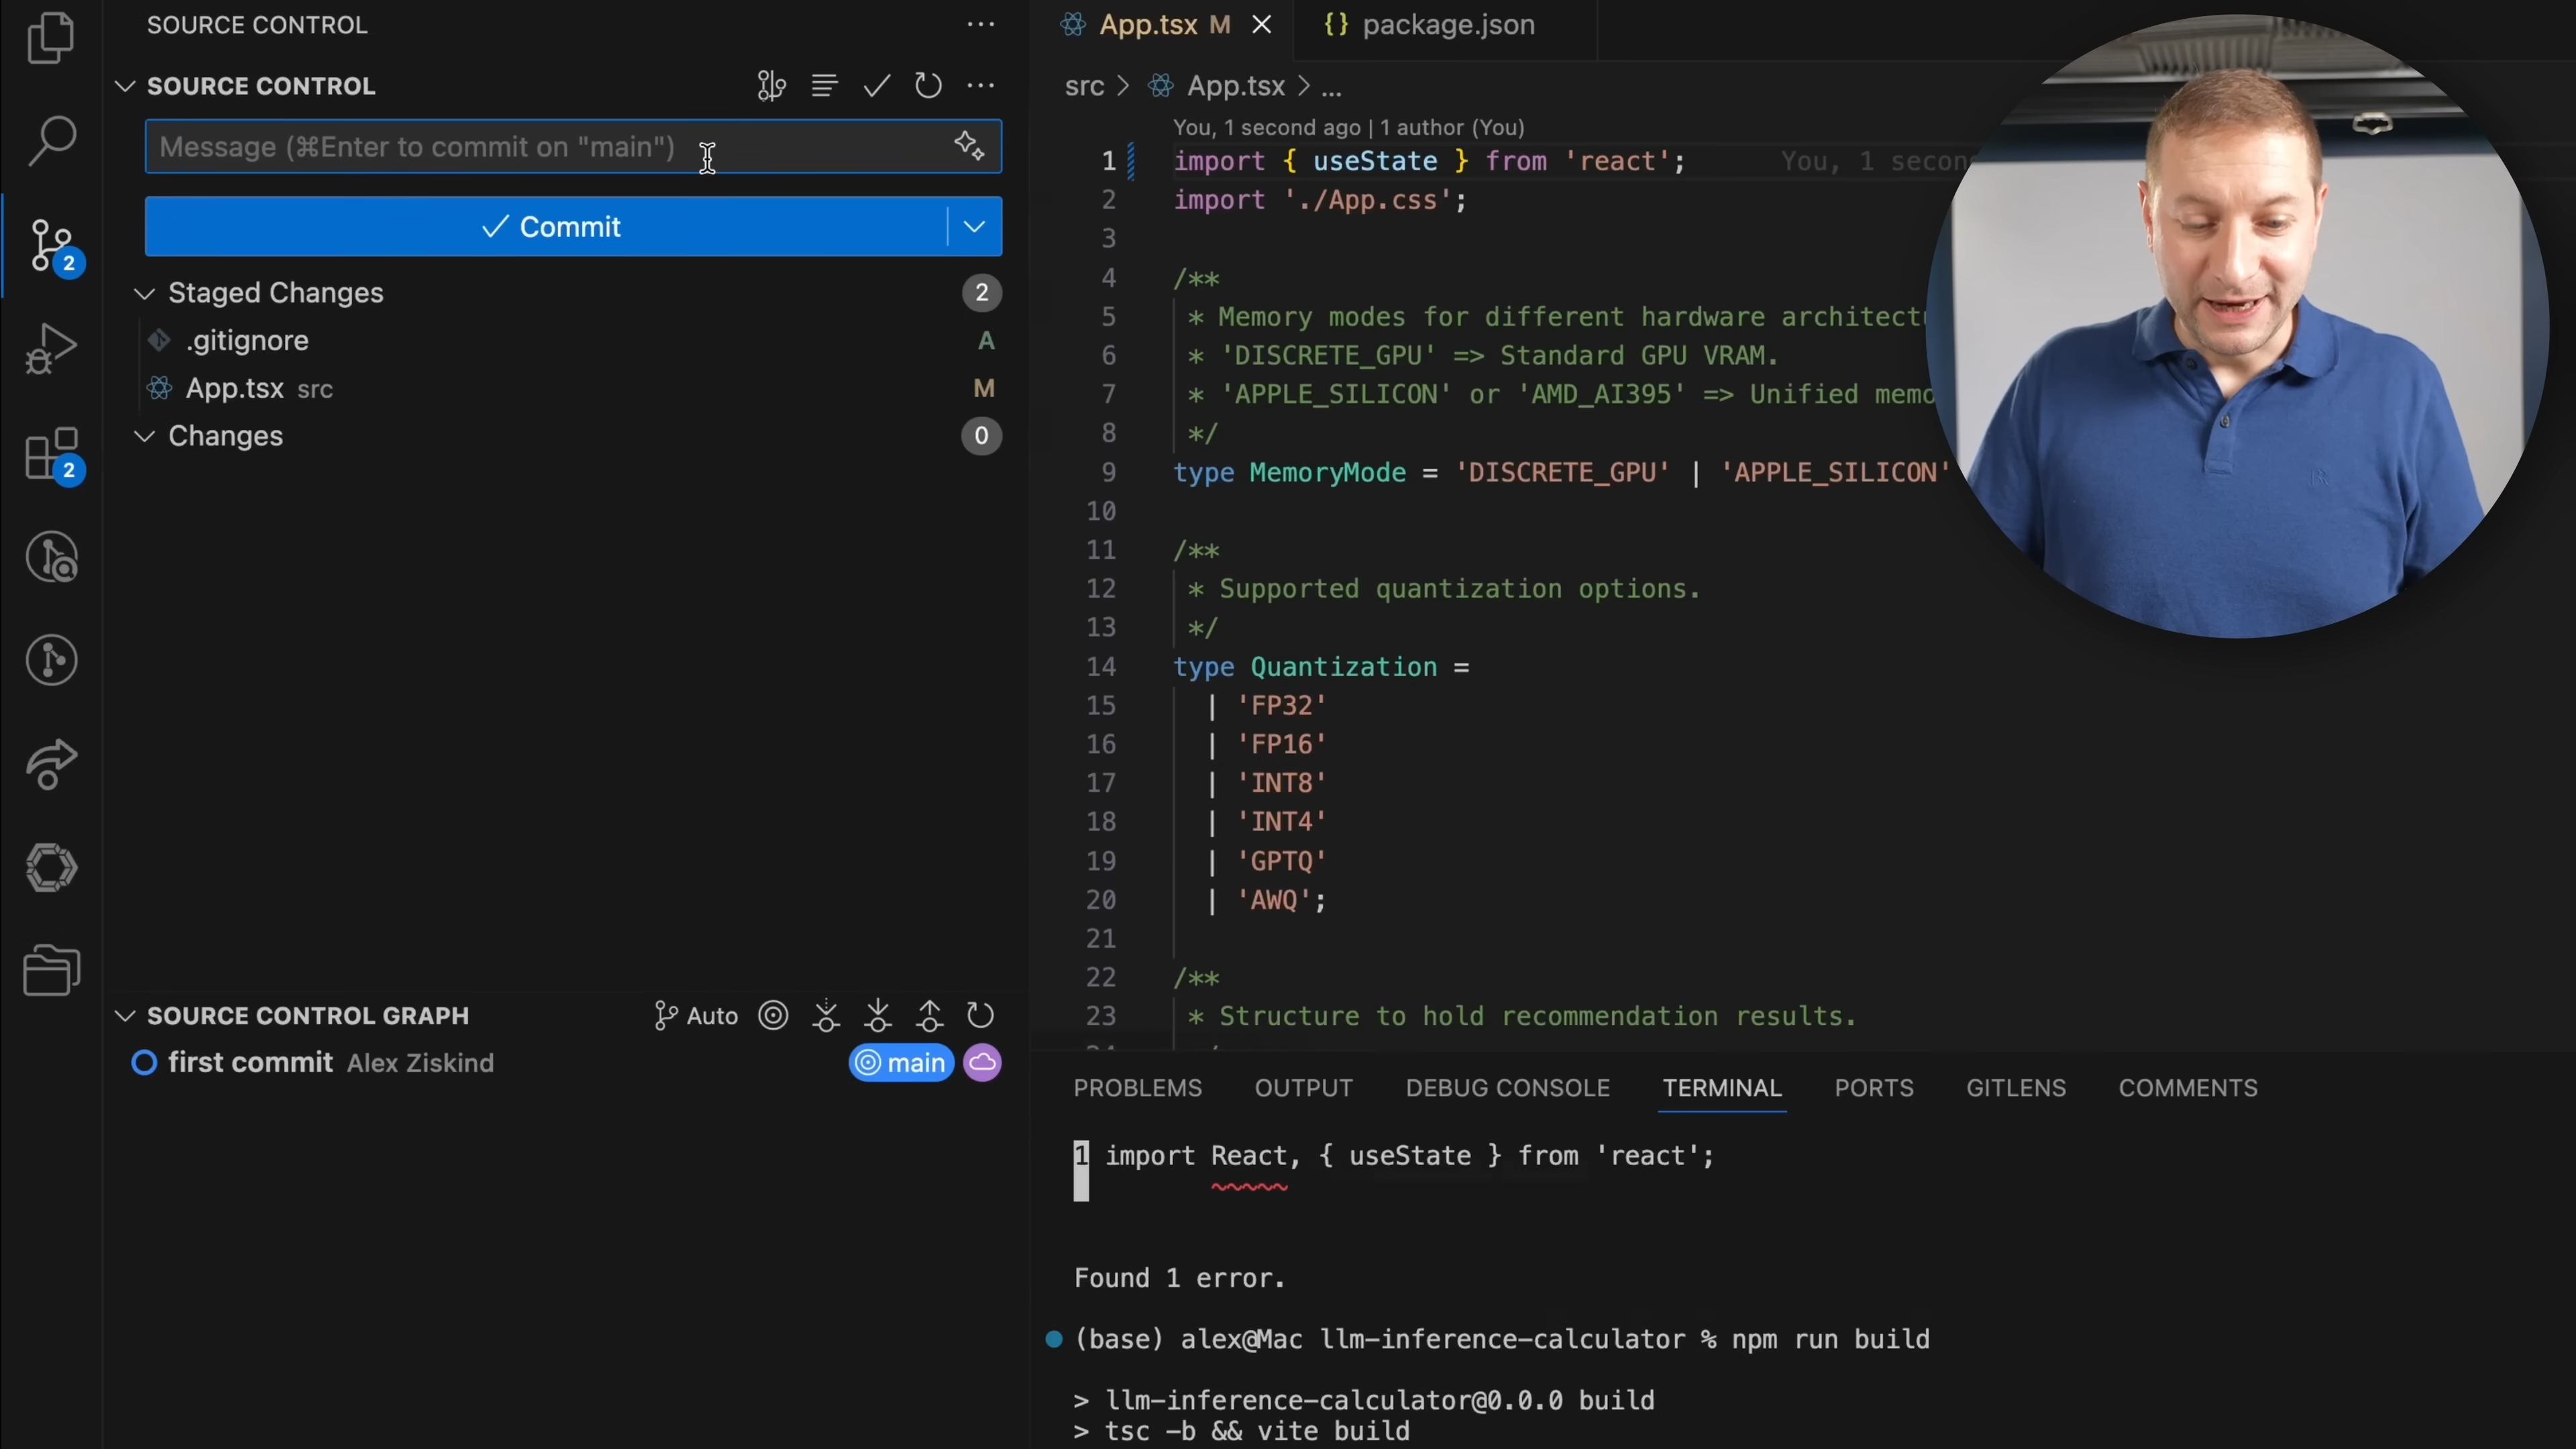 SOURCE CONTROL
SOURCE CONTROL
Message (⌘Enter to commit on "main")
Commit
Staged Changes 2
.gitignore A
App.tsx src M
Changes 0
2
2
SOURCE CONTROL GRAPH Auto
first commit Alex Ziskind main
App.tsx M
package.json
src > App.tsx > ...
You, 1 second ago | 1 author (You)
1 import { useState } from 'react'; You, 1 secon
2 import './App.css';
3
4 /**
5 * Memory modes for different hardware architect
6 * 'DISCRETE_GPU' => Standard GPU VRAM.
7 * 'APPLE_SILICON' or 'AMD_AI395' => Unified memo
8 */
9 type MemoryMode = 'DISCRETE_GPU' | 'APPLE_SILICON'
10
11 /**
12 * Supported quantization options.
13 */
14 type Quantization =
15 | 'FP32'
16 | 'FP16'
17 | 'INT8'
18 | 'INT4'
19 | 'GPTQ'
20 | 'AWQ';
21
22 /**
23 * Structure to hold recommendation results.
PROBLEMS OUTPUT DEBUG CONSOLE TERMINAL PORTS GITLENS COMMENTS
1 import React, { useState } from 'react';
~~~~~
Found 1 error.
(base) alex@Mac llm-inference-calculator % npm run build
> llm-inference-calculator@0.0.0 build
> tsc -b && vite build